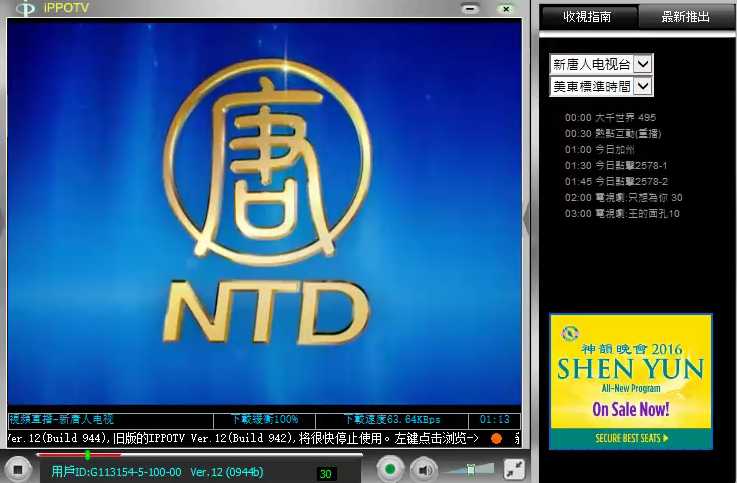 iPPOTV
收視指南
最新推出
新唐人电视台
美東標準時間
00:00 大千世界 495
00:30 熱點互動(重播)
01:00 今日加州
01:30 今日點擊2578-1
01:45 今日點擊2578-2
02:00 電視劇:只想為你 30
03:00 電視劇:王的面孔10
唐
NTD
神韻晚會 2016
SHEN YUN
All-New Program
On Sale Now!
SECURE BEST SEATS
視頻直播-新唐人电视
下載緩衝100%
下載速度63.64KBps
01:13
Ver.12(Build 944),旧版的IPPOTV Ver.12(Build 942),将很快停止使用。左键点击浏览->
用戶ID:G113154-5-100-00 Ver.12 (0944b)
30